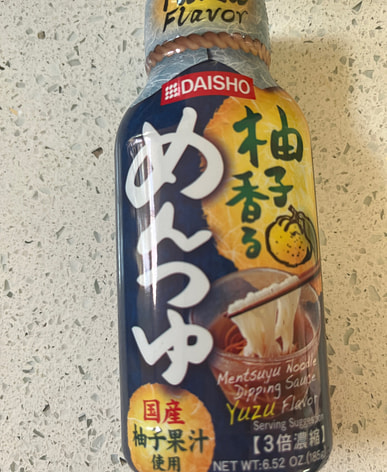 Flavor
DAISHO
柚子香る
めんつゆ
Mentsuyu Noodle
Dipping Sauce
Yuzu Flavor
Serving Suggestion
【3倍濃縮】
国産
柚子果汁
使用
NET WT:6.52 OZ (185g)